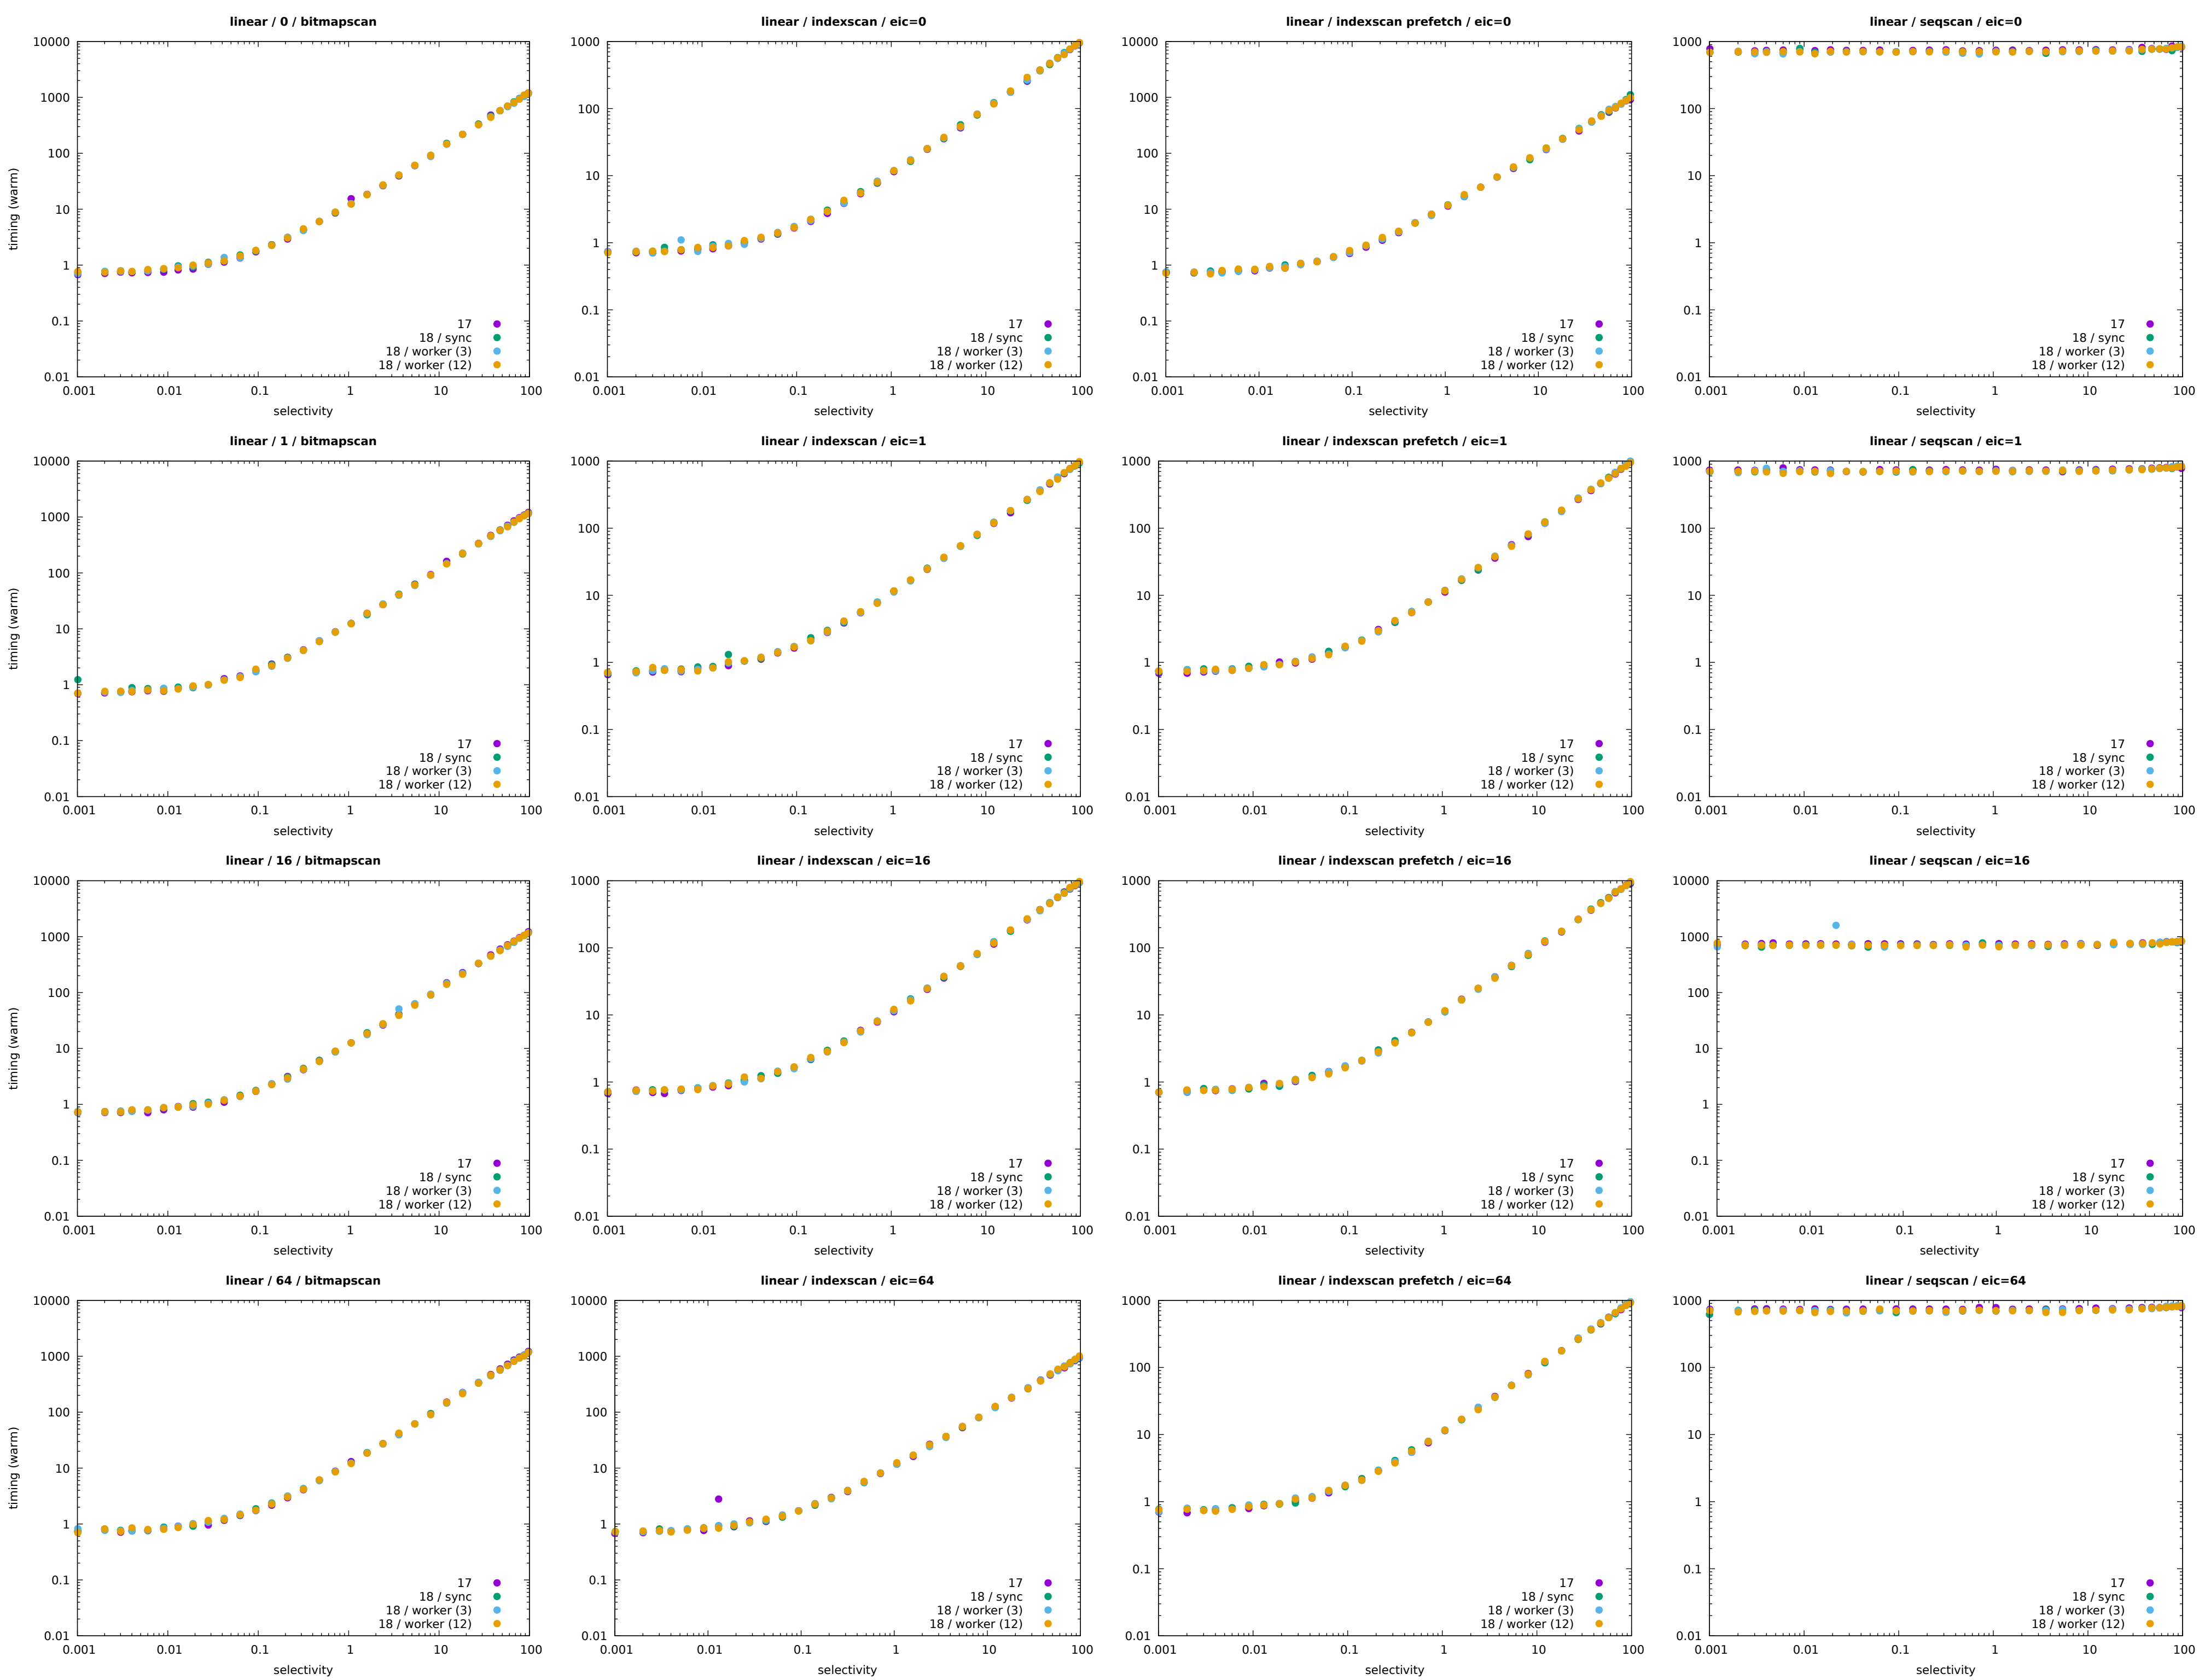 linear / 0 / bitmapscan
10000
1000
100
10
1
0.1
0.01
timing (warm)
17
18 / sync
18 / worker (3)
18 / worker (12)
0.001 0.01 0.1 1 10 100
selectivity
linear / indexscan / eic=0
1000
100
10
1
0.1
0.01
17
18 / sync
18 / worker (3)
18 / worker (12)
0.001 0.01 0.1 1 10 100
selectivity
linear / indexscan prefetch / eic=0
10000
1000
100
10
1
0.1
0.01
17
18 / sync
18 / worker (3)
18 / worker (12)
0.001 0.01 0.1 1 10 100
selectivity
linear / seqscan / eic=0
1000
100
10
1
0.1
0.01
17
18 / sync
18 / worker (3)
18 / worker (12)
0.001 0.01 0.1 1 10 100
selectivity
linear / 1 / bitmapscan
10000
1000
100
10
1
0.1
0.01
timing (warm)
17
18 / sync
18 / worker (3)
18 / worker (12)
0.001 0.01 0.1 1 10 100
selectivity
linear / indexscan / eic=1
1000
100
10
1
0.1
0.01
17
18 / sync
18 / worker (3)
18 / worker (12)
0.001 0.01 0.1 1 10 100
selectivity
linear / indexscan prefetch / eic=1
1000
100
10
1
0.1
0.01
17
18 / sync
18 / worker (3)
18 / worker (12)
0.001 0.01 0.1 1 10 100
selectivity
linear / seqscan / eic=1
1000
100
10
1
0.1
0.01
17
18 / sync
18 / worker (3)
18 / worker (12)
0.001 0.01 0.1 1 10 100
selectivity
linear / 16 / bitmapscan
10000
1000
100
10
1
0.1
0.01
timing (warm)
17
18 / sync
18 / worker (3)
18 / worker (12)
0.001 0.01 0.1 1 10 100
selectivity
linear / indexscan / eic=16
1000
100
10
1
0.1
0.01
17
18 / sync
18 / worker (3)
18 / worker (12)
0.001 0.01 0.1 1 10 100
selectivity
linear / indexscan prefetch / eic=16
1000
100
10
1
0.1
0.01
17
18 / sync
18 / worker (3)
18 / worker (12)
0.001 0.01 0.1 1 10 100
selectivity
linear / seqscan / eic=16
10000
1000
100
10
1
0.1
0.01
17
18 / sync
18 / worker (3)
18 / worker (12)
0.001 0.01 0.1 1 10 100
selectivity
linear / 64 / bitmapscan
10000
1000
100
10
1
0.1
0.01
timing (warm)
17
18 / sync
18 / worker (3)
18 / worker (12)
0.001 0.01 0.1 1 10 100
selectivity
linear / indexscan / eic=64
10000
1000
100
10
1
0.1
0.01
17
18 / sync
18 / worker (3)
18 / worker (12)
0.001 0.01 0.1 1 10 100
selectivity
linear / indexscan prefetch / eic=64
1000
100
10
1
0.1
0.01
17
18 / sync
18 / worker (3)
18 / worker (12)
0.001 0.01 0.1 1 10 100
selectivity
linear / seqscan / eic=64
1000
100
10
1
0.1
0.01
17
18 / sync
18 / worker (3)
18 / worker (12)
0.001 0.01 0.1 1 10 100
selectivity